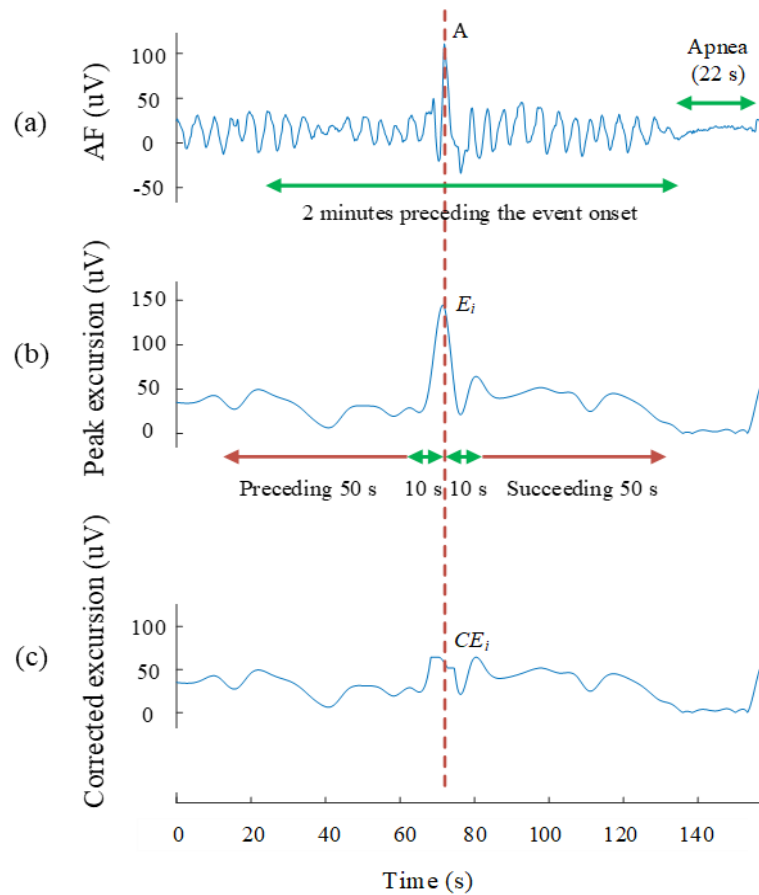 A
Apnea
(22 s)
(a)
AF (uV)
100
50
0
-50
2 minutes preceding the event onset
(b)
Peak excursion (uV)
150
100
50
0
E_i
Preceding 50 s
10 s
10 s
Succeeding 50 s
(c)
Corrected excursion (uV)
100
50
0
CE_i
0 20 40 60 80 100 120 140
Time (s)